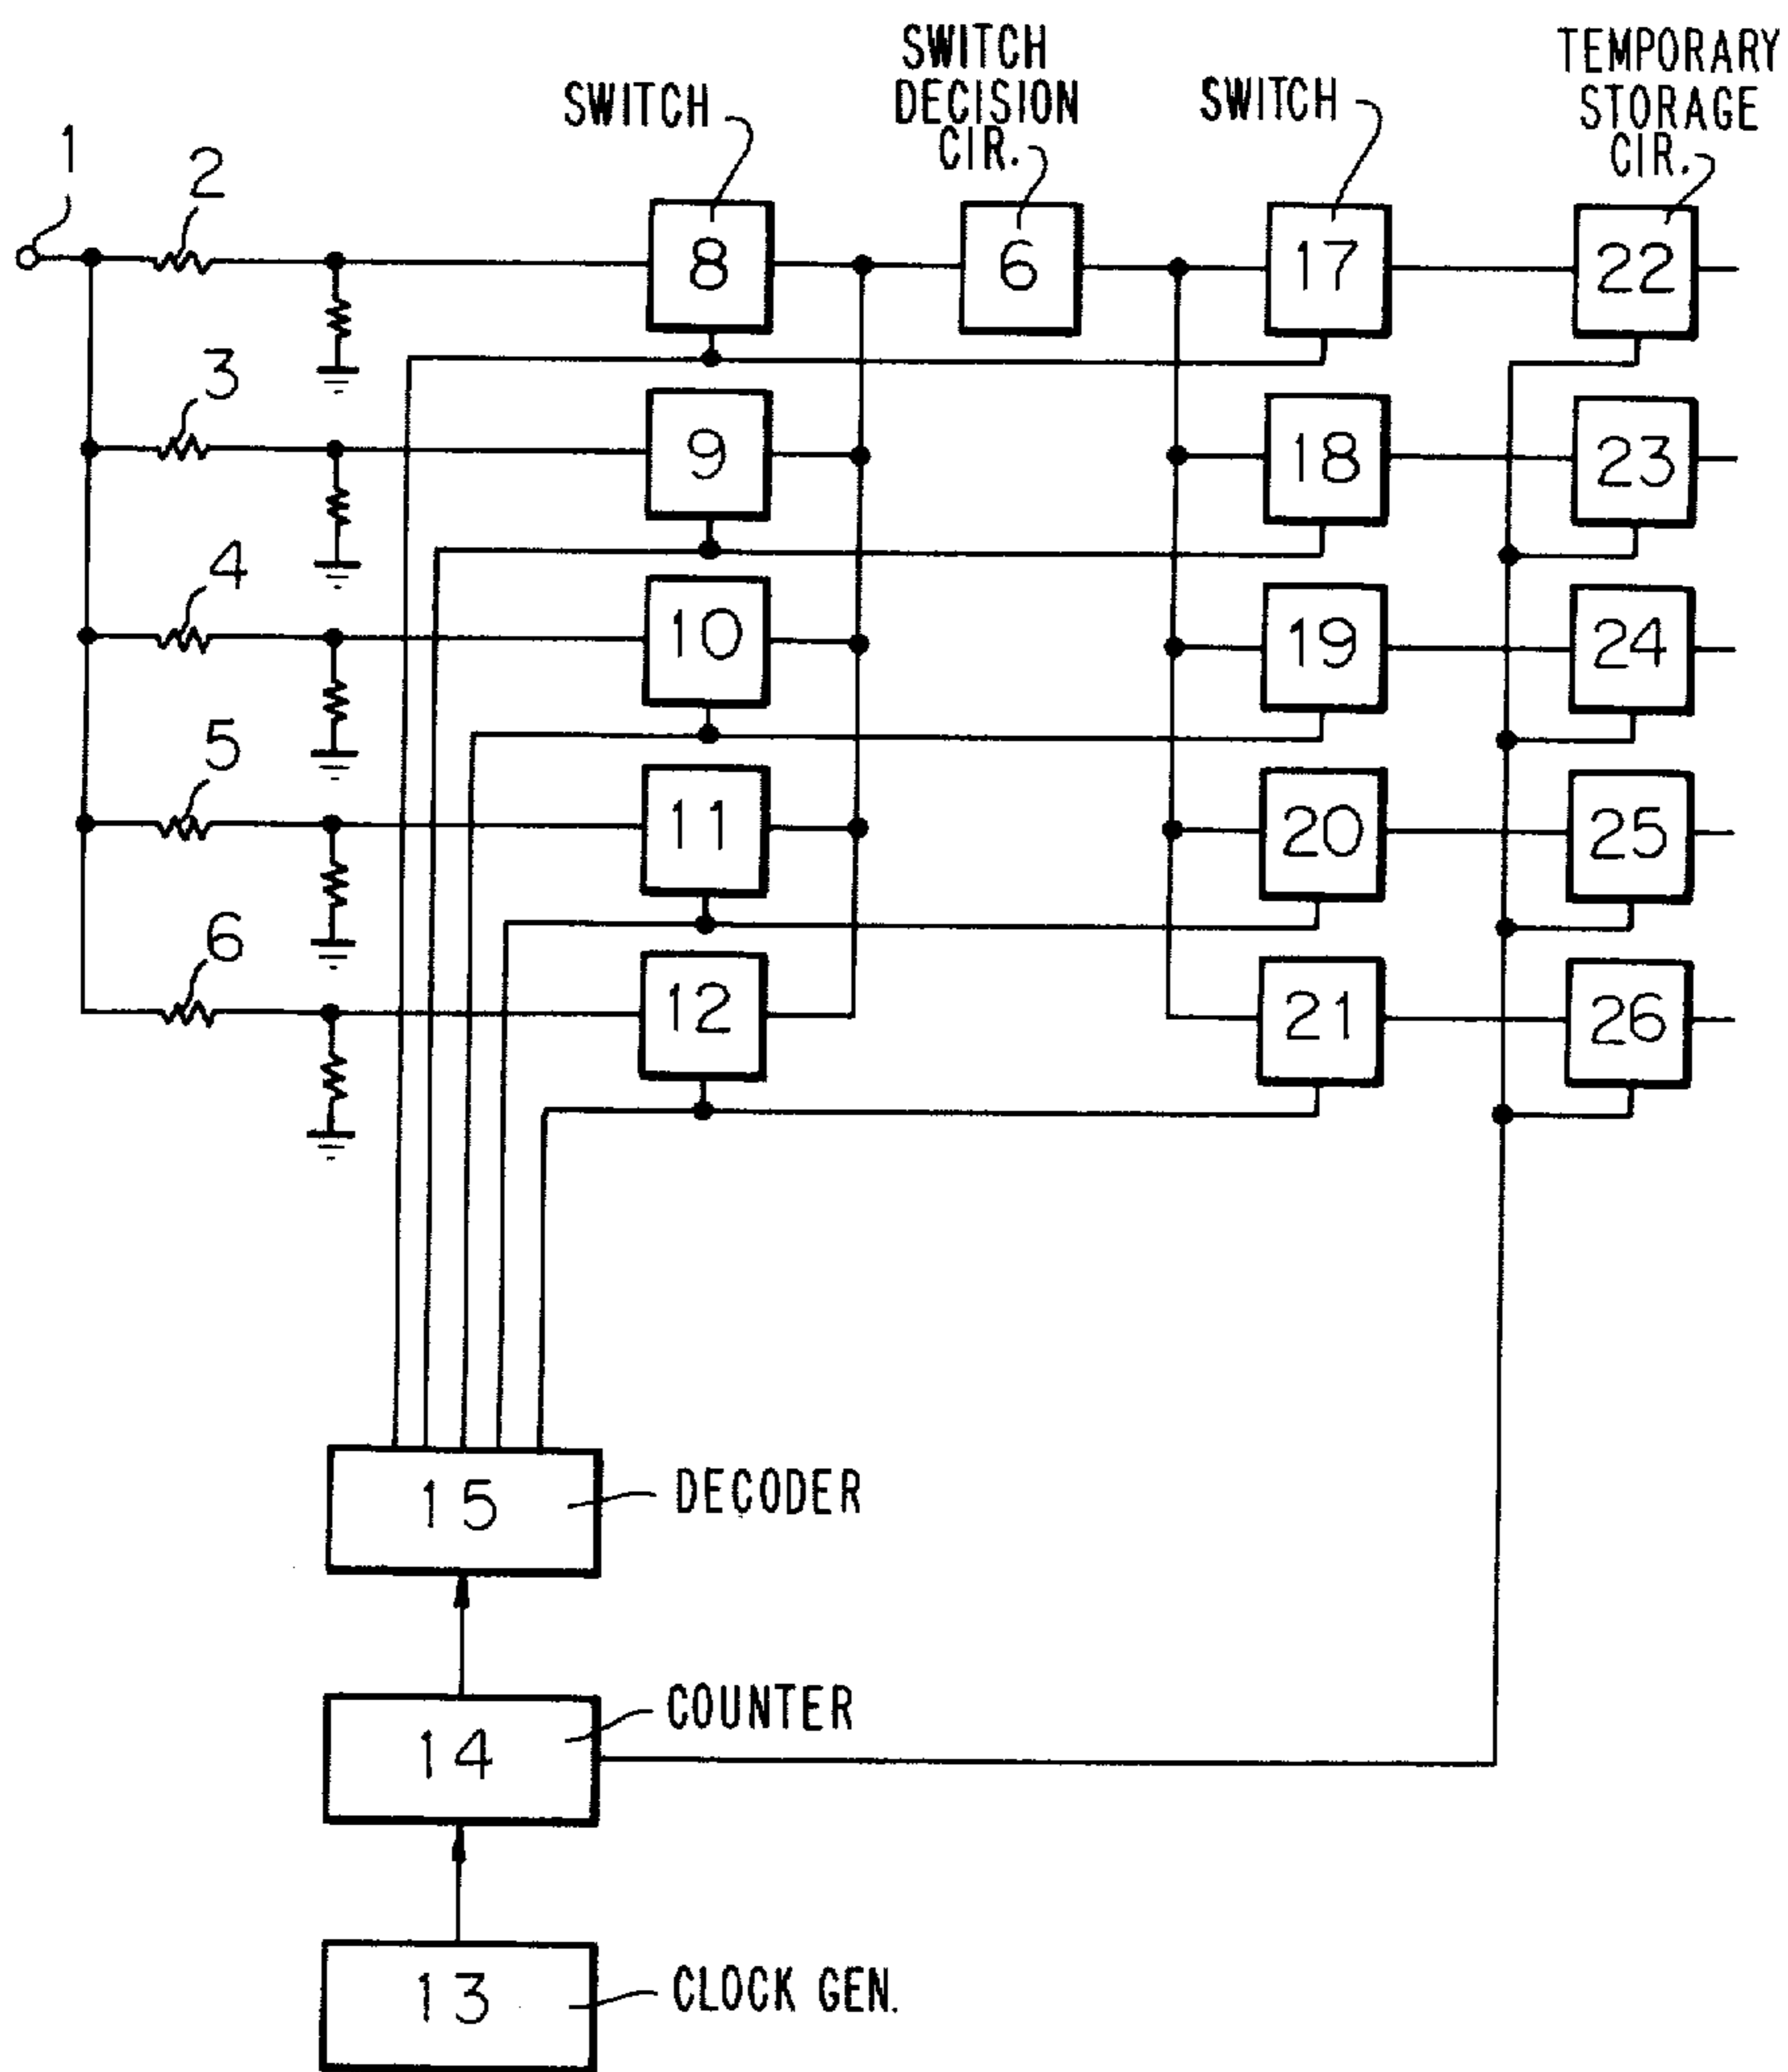 SWITCH
SWITCH
DECISION
CIR.
SWITCH
TEMPORARY
STORAGE
CIR.
1
2
8
6
17
22
3
9
18
23
4
10
19
24
5
11
20
25
6
12
21
26
15
DECODER
14
COUNTER
13
CLOCK GEN.